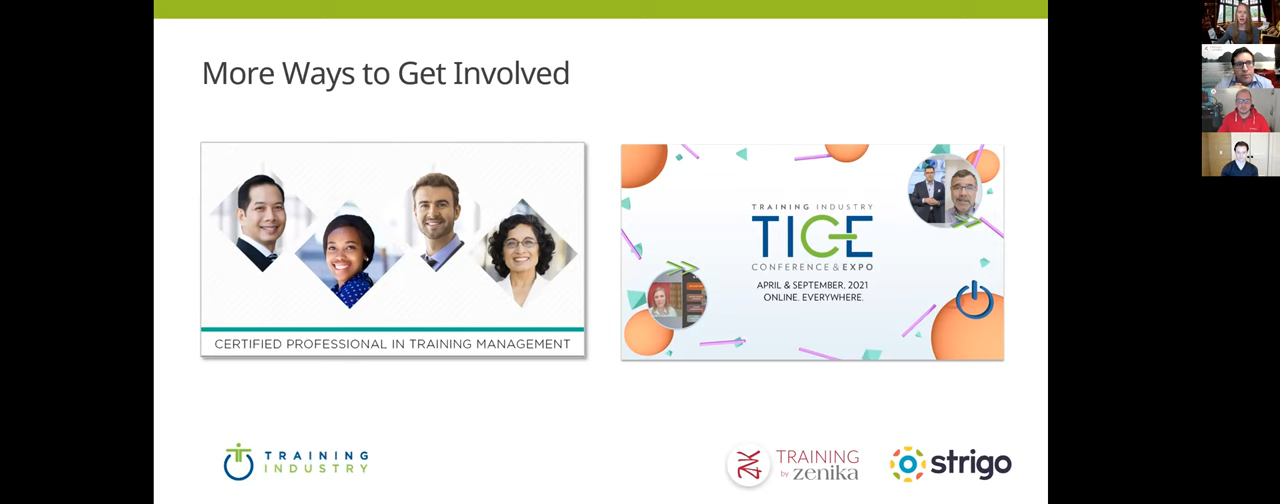 More Ways to Get Involved
CERTIFIED PROFESSIONAL IN TRAINING MANAGEMENT
TRAINING INDUSTRY
TICE
CONFERENCE & EXPO
APRIL & SEPTEMBER, 2021
ONLINE. EVERYWHERE.
TRAINING
INDUSTRY
TRAINING
by zenika
strigo